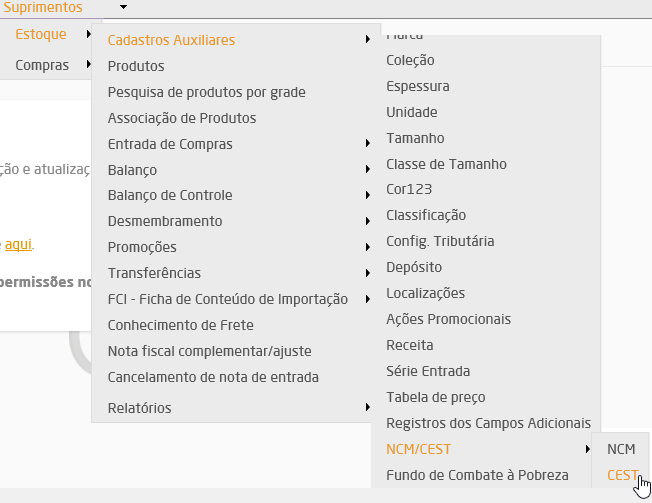 Suprimentos
Estoque
Compras
Cadastros Auxiliares
Produtos
Pesquisa de produtos por grade
Associação de Produtos
Entrada de Compras
Balanço
Balanço de Controle
Desmembramento
Promoções
Transferências
FCI - Ficha de Conteúdo de Importação
Conhecimento de Frete
Nota fiscal complementar/ajuste
Cancelamento de nota de entrada
Relatórios
Marca
Coleção
Espessura
Unidade
Tamanho
Classe de Tamanho
Cor123
Classificação
Config. Tributária
Depósito
Localizações
Ações Promocionais
Receita
Série Entrada
Tabela de preço
Registros dos Campos Adicionais
NCM/CEST
Fundo de Combate à Pobreza
NCM
CEST
ção e atualizaç
e aqui.
permissões no